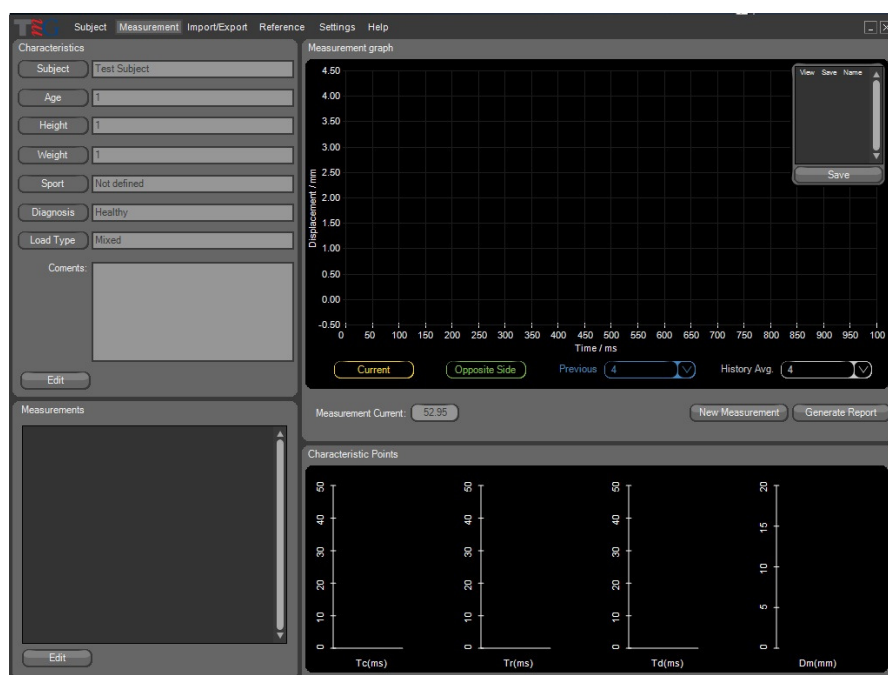 TMG Subject Measurement Import/Export Reference Settings Help
Characteristics
Subject Test Subject
Age 1
Height 1
Weight 1
Sport Not defined
Diagnosis Healthy
Load Type Mixed
Coments:
Edit
Measurements
Edit
Measurement graph
4.50
4.00
3.50
3.00
2.50
2.00
1.50
1.00
0.50
0.00
-0.50
Displacement / mm
0 50 100 150 200 250 300 350 400 450 500 550 600 650 700 750 800 850 900 950 100
Time / ms
View Save Name
Save
Current Opposite Side Previous 4 History Avg. 4
Measurement Current: 52.95 New Measurement Generate Report
Characteristic Points
50 40 30 20 10 0
Tc(ms)
50 40 30 20 10 0
Tr(ms)
50 40 30 20 10 0
Td(ms)
20 15 10 5 0
Dm(mm)